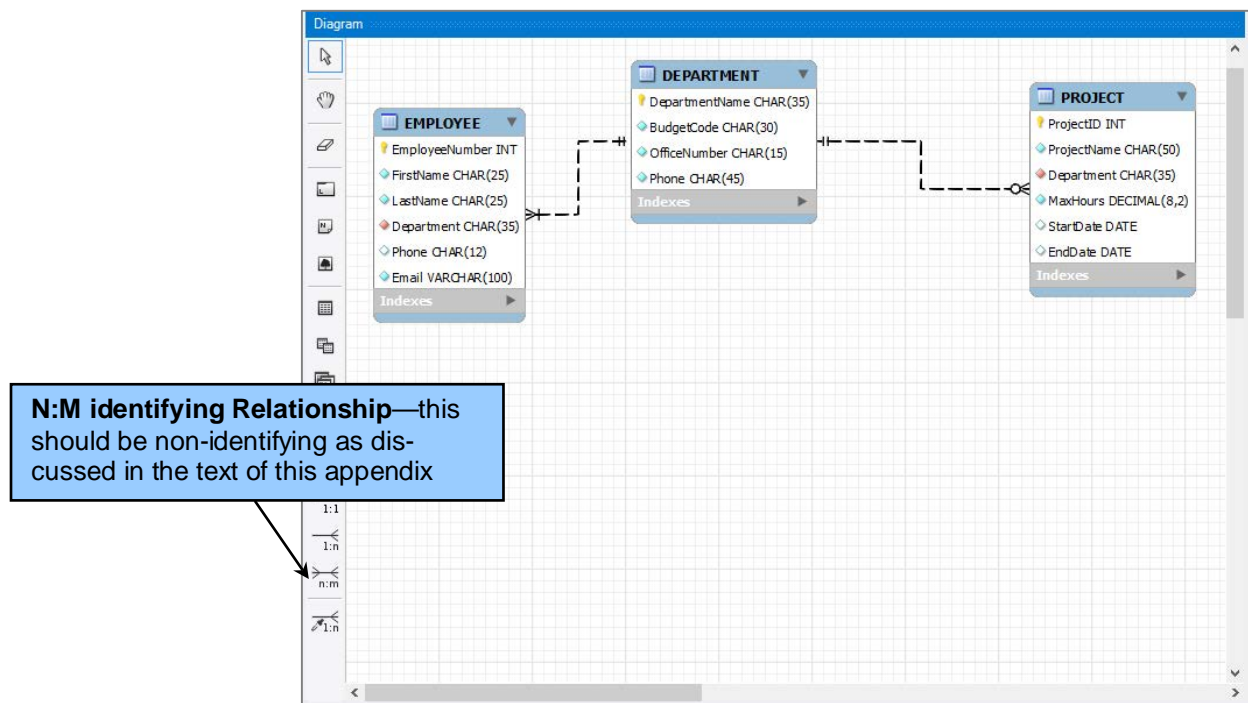 Diagram
DEPARTMENT
DepartmentName CHAR(35)
BudgetCode CHAR(30)
OfficeNumber CHAR(15)
Phone CHAR(45)
Indexes
PROJECT
ProjectID INT
ProjectName CHAR(50)
Department CHAR(35)
MaxHours DECIMAL(8,2)
StartDate DATE
EndDate DATE
Indexes
EMPLOYEE
EmployeeNumber INT
FirstName CHAR(25)
LastName CHAR(25)
Department CHAR(35)
Phone CHAR(12)
Email VARCHAR(100)
Indexes
N:M identifying Relationship—this
should be non-identifying as dis-
cussed in the text of this appendix
1:1
1:n
n:m
1:n